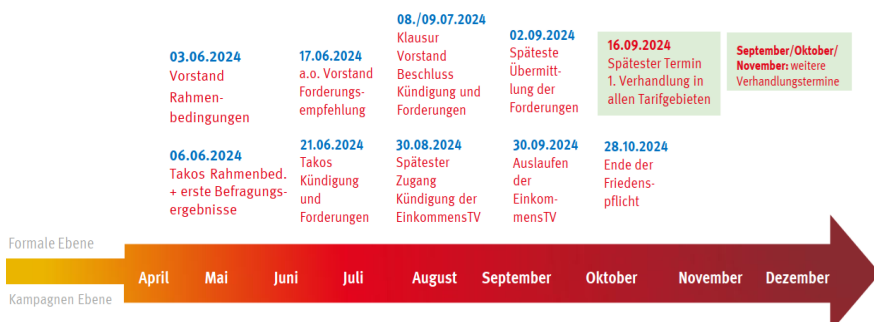 03.06.2024
Vorstand
Rahmen-
bedingungen
17.06.2024
a.o. Vorstand
Forderungs-
empfehlung
08./09.07.2024
Klausur
Vorstand
Beschluss
Kündigung und
Forderungen
02.09.2024
Späteste
Übermitt-
lung der
Forderungen
16.09.2024
Spätester Termin
1. Verhandlung in
allen Tarifgebieten
September/Oktober/
November: weitere
Verhandlungstermine
06.06.2024
Takos Rahmenbed.
+ erste Befragungs-
ergebnisse
21.06.2024
Takos
Kündigung
und
Forderungen
30.08.2024
Spätester
Zugang
Kündigung der
EinkommensTV
30.09.2024
Auslaufen
der
Einkom-
mensTV
28.10.2024
Ende der
Friedens-
pflicht
Formale Ebene
April Mai Juni Juli August September Oktober November Dezember
Kampagnen Ebene